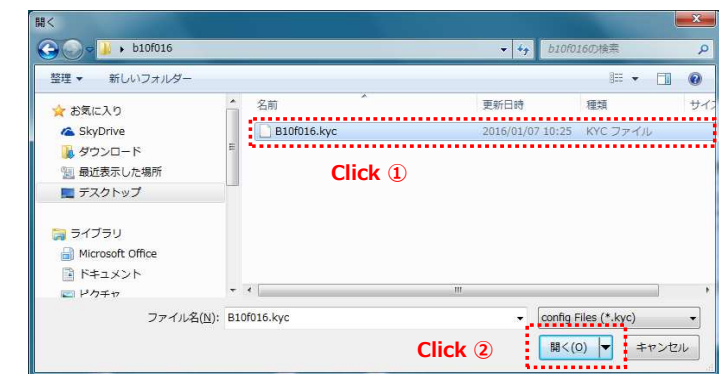 開く
b10f016
b10f016の検索
整理
新しいフォルダー
名前
更新日時
種類
サイズ
お気に入り
SkyDrive
ダウンロード
最近表示した場所
デスクトップ
ライブラリ
Microsoft Office
ドキュメント
ピクチャ
B10f016.kyc
2016/01/07 10:25
KYC ファイル
Click ①
ファイル名(N):
B10f016.kyc
config Files (*.kyc)
Click ②
開く(O)
キャンセル